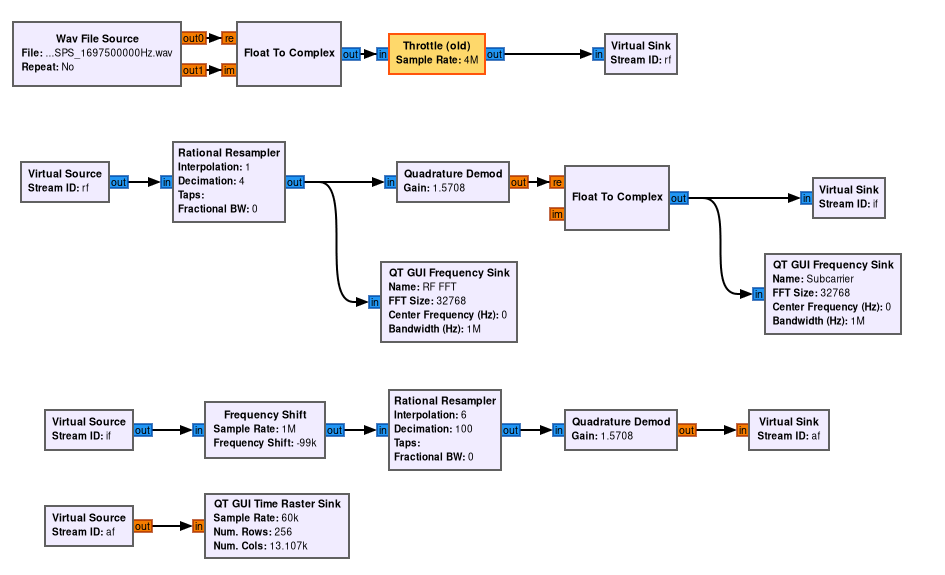 Wav File Source
File: ...SPS_1697500000Hz.wav
Repeat: No
out0
out1
re
im
Float To Complex
out
in
Throttle (old)
Sample Rate: 4M
out
in
Virtual Sink
Stream ID: rf
Virtual Source
Stream ID: rf
out
in
Rational Resampler
Interpolation: 1
Decimation: 4
Taps:
Fractional BW: 0
out
in
Quadrature Demod
Gain: 1.5708
out
re
im
Float To Complex
out
in
Virtual Sink
Stream ID: if
in
QT GUI Frequency Sink
Name: RF FFT
FFT Size: 32768
Center Frequency (Hz): 0
Bandwidth (Hz): 1M
in
QT GUI Frequency Sink
Name: Subcarrier
FFT Size: 32768
Center Frequency (Hz): 0
Bandwidth (Hz): 1M
Virtual Source
Stream ID: if
out
in
Frequency Shift
Sample Rate: 1M
Frequency Shift: -99k
out
in
Rational Resampler
Interpolation: 6
Decimation: 100
Taps:
Fractional BW: 0
out
in
Quadrature Demod
Gain: 1.5708
out
in
Virtual Sink
Stream ID: af
Virtual Source
Stream ID: af
out
in
QT GUI Time Raster Sink
Sample Rate: 60k
Num. Rows: 256
Num. Cols: 13.107k